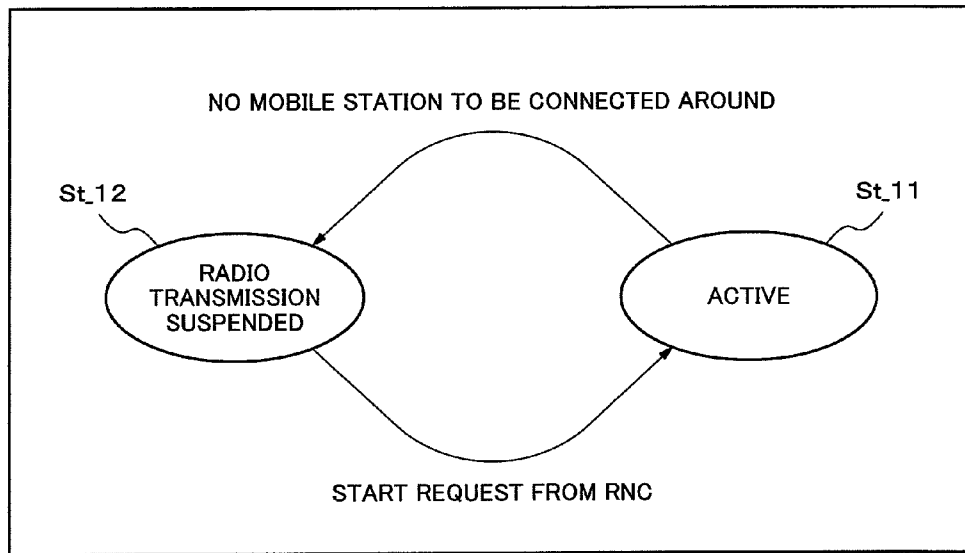 NO MOBILE STATION TO BE CONNECTED AROUND
St_12
St_11
RADIO
TRANSMISSION
SUSPENDED
ACTIVE
START REQUEST FROM RNC